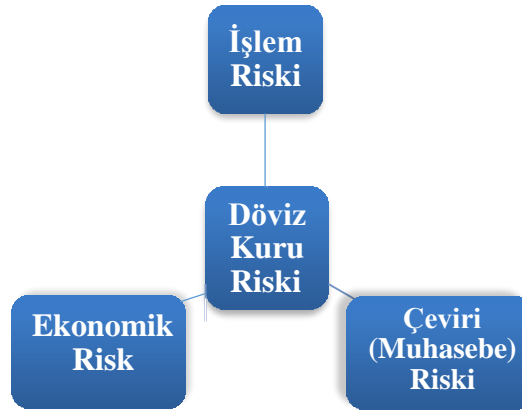 İşlem
Riski
Döviz
Kuru
Riski
Ekonomik
Risk
Çeviri
(Muhasebe)
Riski